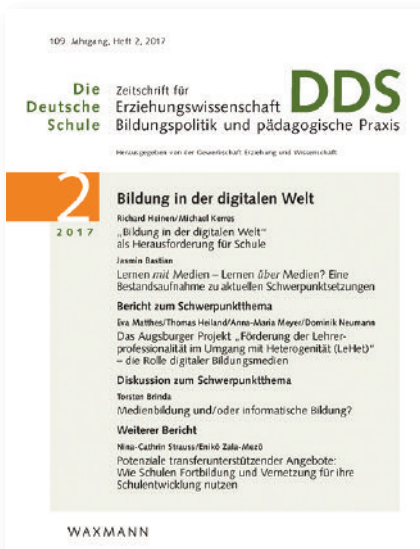 109. Jahrgang, Heft 2, 2017
Die Deutsche Schule
Zeitschrift für
Erziehungswissenschaft
Bildungspolitik und pädagogische Praxis
DDS
Herausgegeben von der Gewerkschaft Erziehung und Wissenschaft
2
2017
Bildung in der digitalen Welt
Richard Heinen/Michael Kerres
„Bildung in der digitalen Welt“
als Herausforderung für Schule
Jasmin Bastian
Lernen mit Medien – Lernen über Medien? Eine
Bestandsaufnahme zu aktuellen Schwerpunktsetzungen
Bericht zum Schwerpunktthema
Eva Matthes/Thomas Heiland/Anna-Maria Meyer/Dominik Neumann
Das Augsburger Projekt „Förderung der Lehrer-
professionalität im Umgang mit Heterogenität (LeHet)“
– die Rolle digitaler Bildungsmedien
Diskussion zum Schwerpunktthema
Torsten Brinda
Medienbildung und/oder informatische Bildung?
Weiterer Bericht
Nina-Cathrin Strauss/Enikö Zala-Mezö
Potenziale transferunterstützender Angebote:
Wie Schulen Fortbildung und Vernetzung für ihre
Schulentwicklung nutzen
WAXMANN